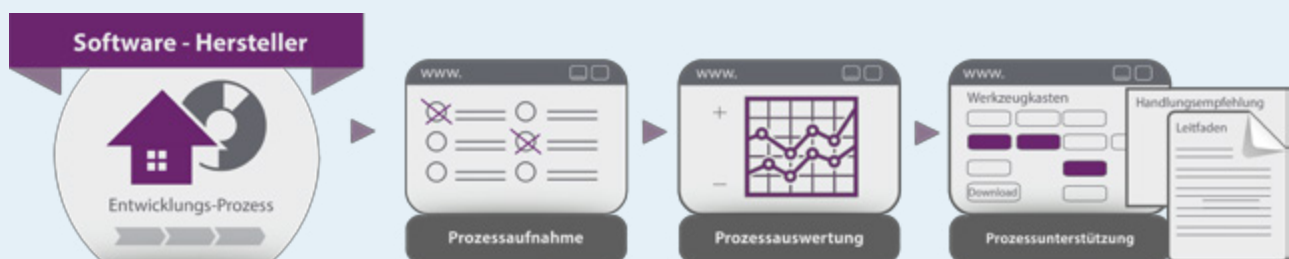 Software - Hersteller
Entwicklungs-Prozess
www.
Prozessaufnahme
www.
Prozessauswertung
www.
Werkzeugkasten
Download
Handlungsempfehlung
Leitfaden
Prozessunterstützung